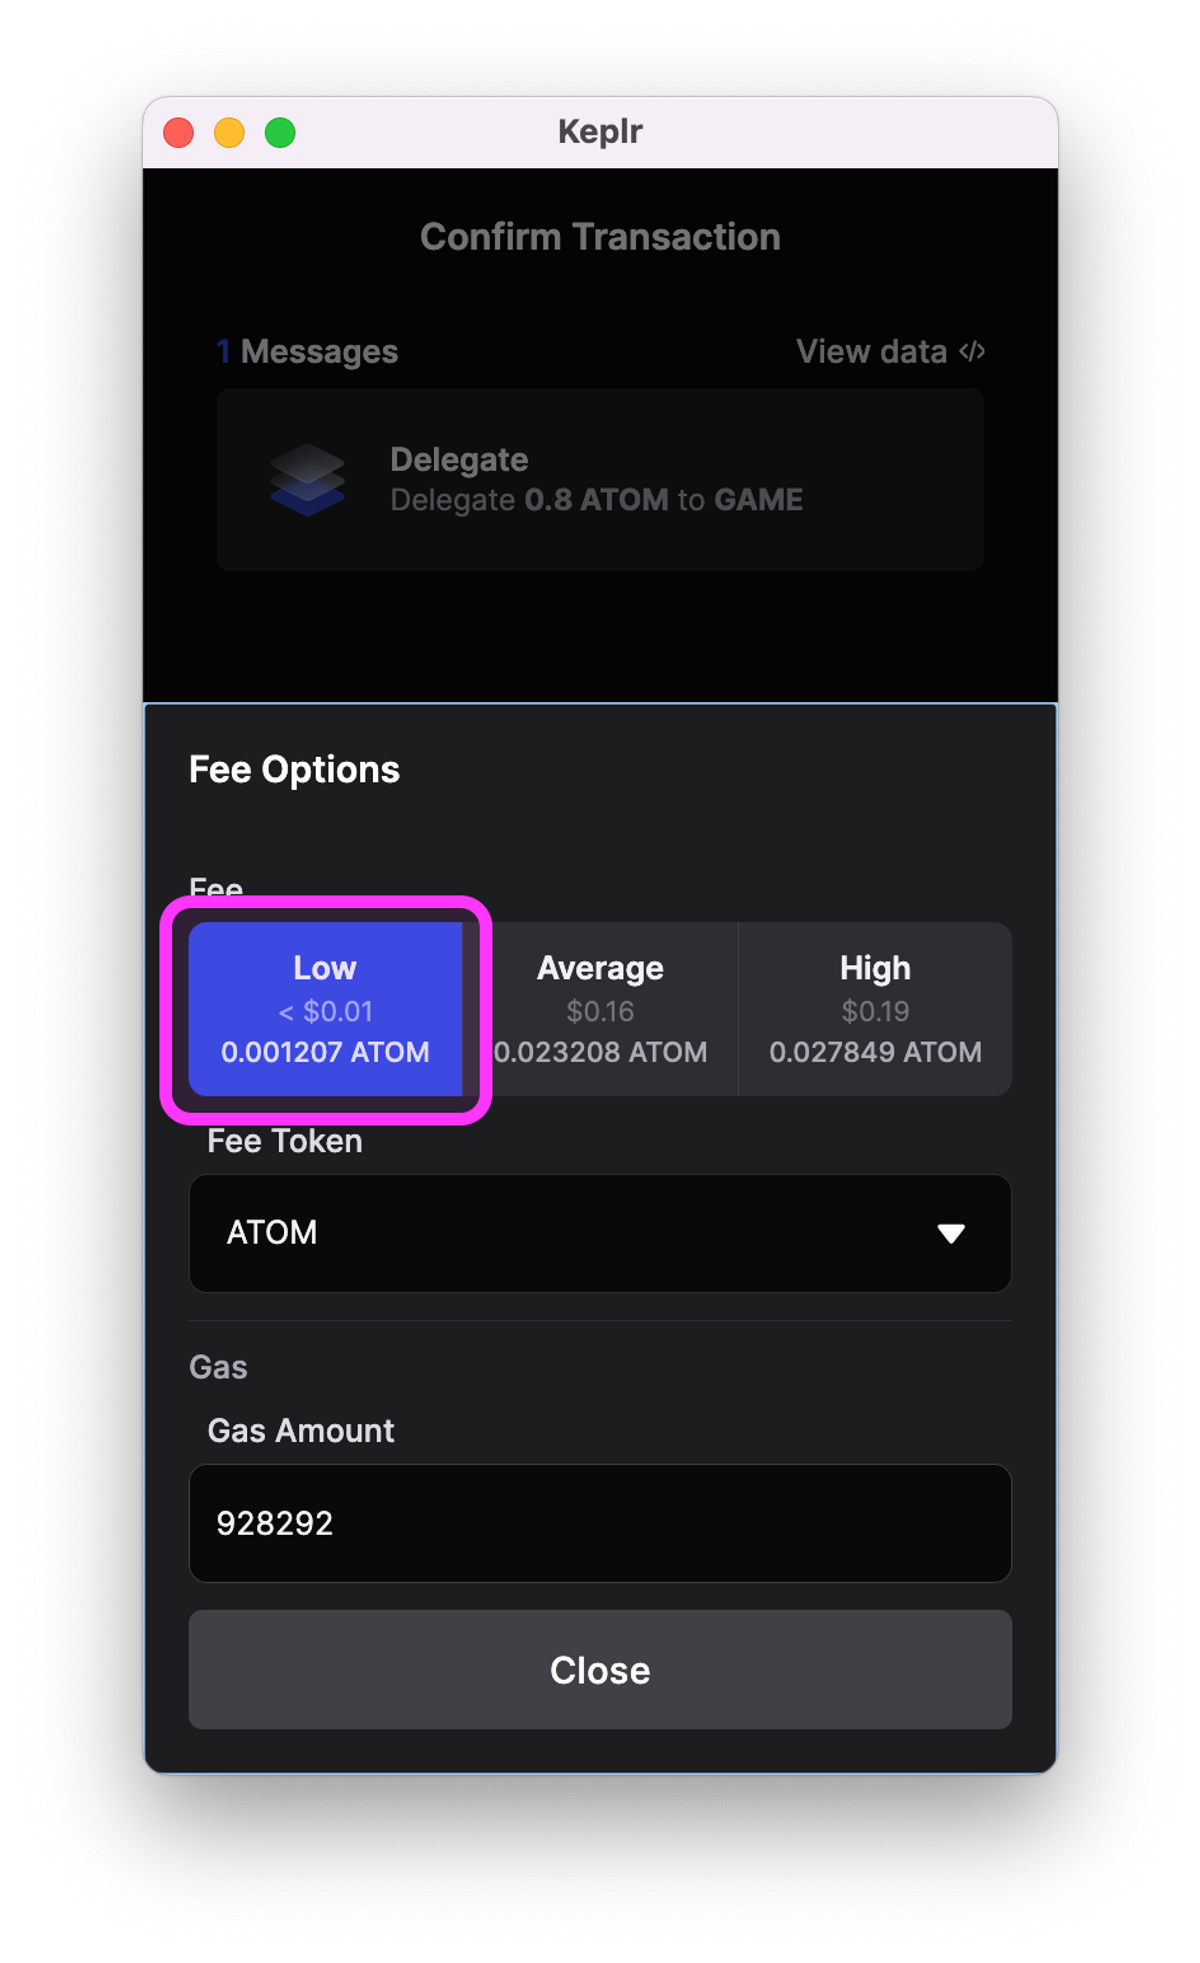 Keplr
Confirm Transaction
1 Messages
View data </>
Delegate
Delegate 0.8 ATOM to GAME
Fee Options
Fee
Low
< $0.01
0.001207 ATOM
Average
$0.16
0.023208 ATOM
High
$0.19
0.027849 ATOM
Fee Token
ATOM
Gas
Gas Amount
928292
Close